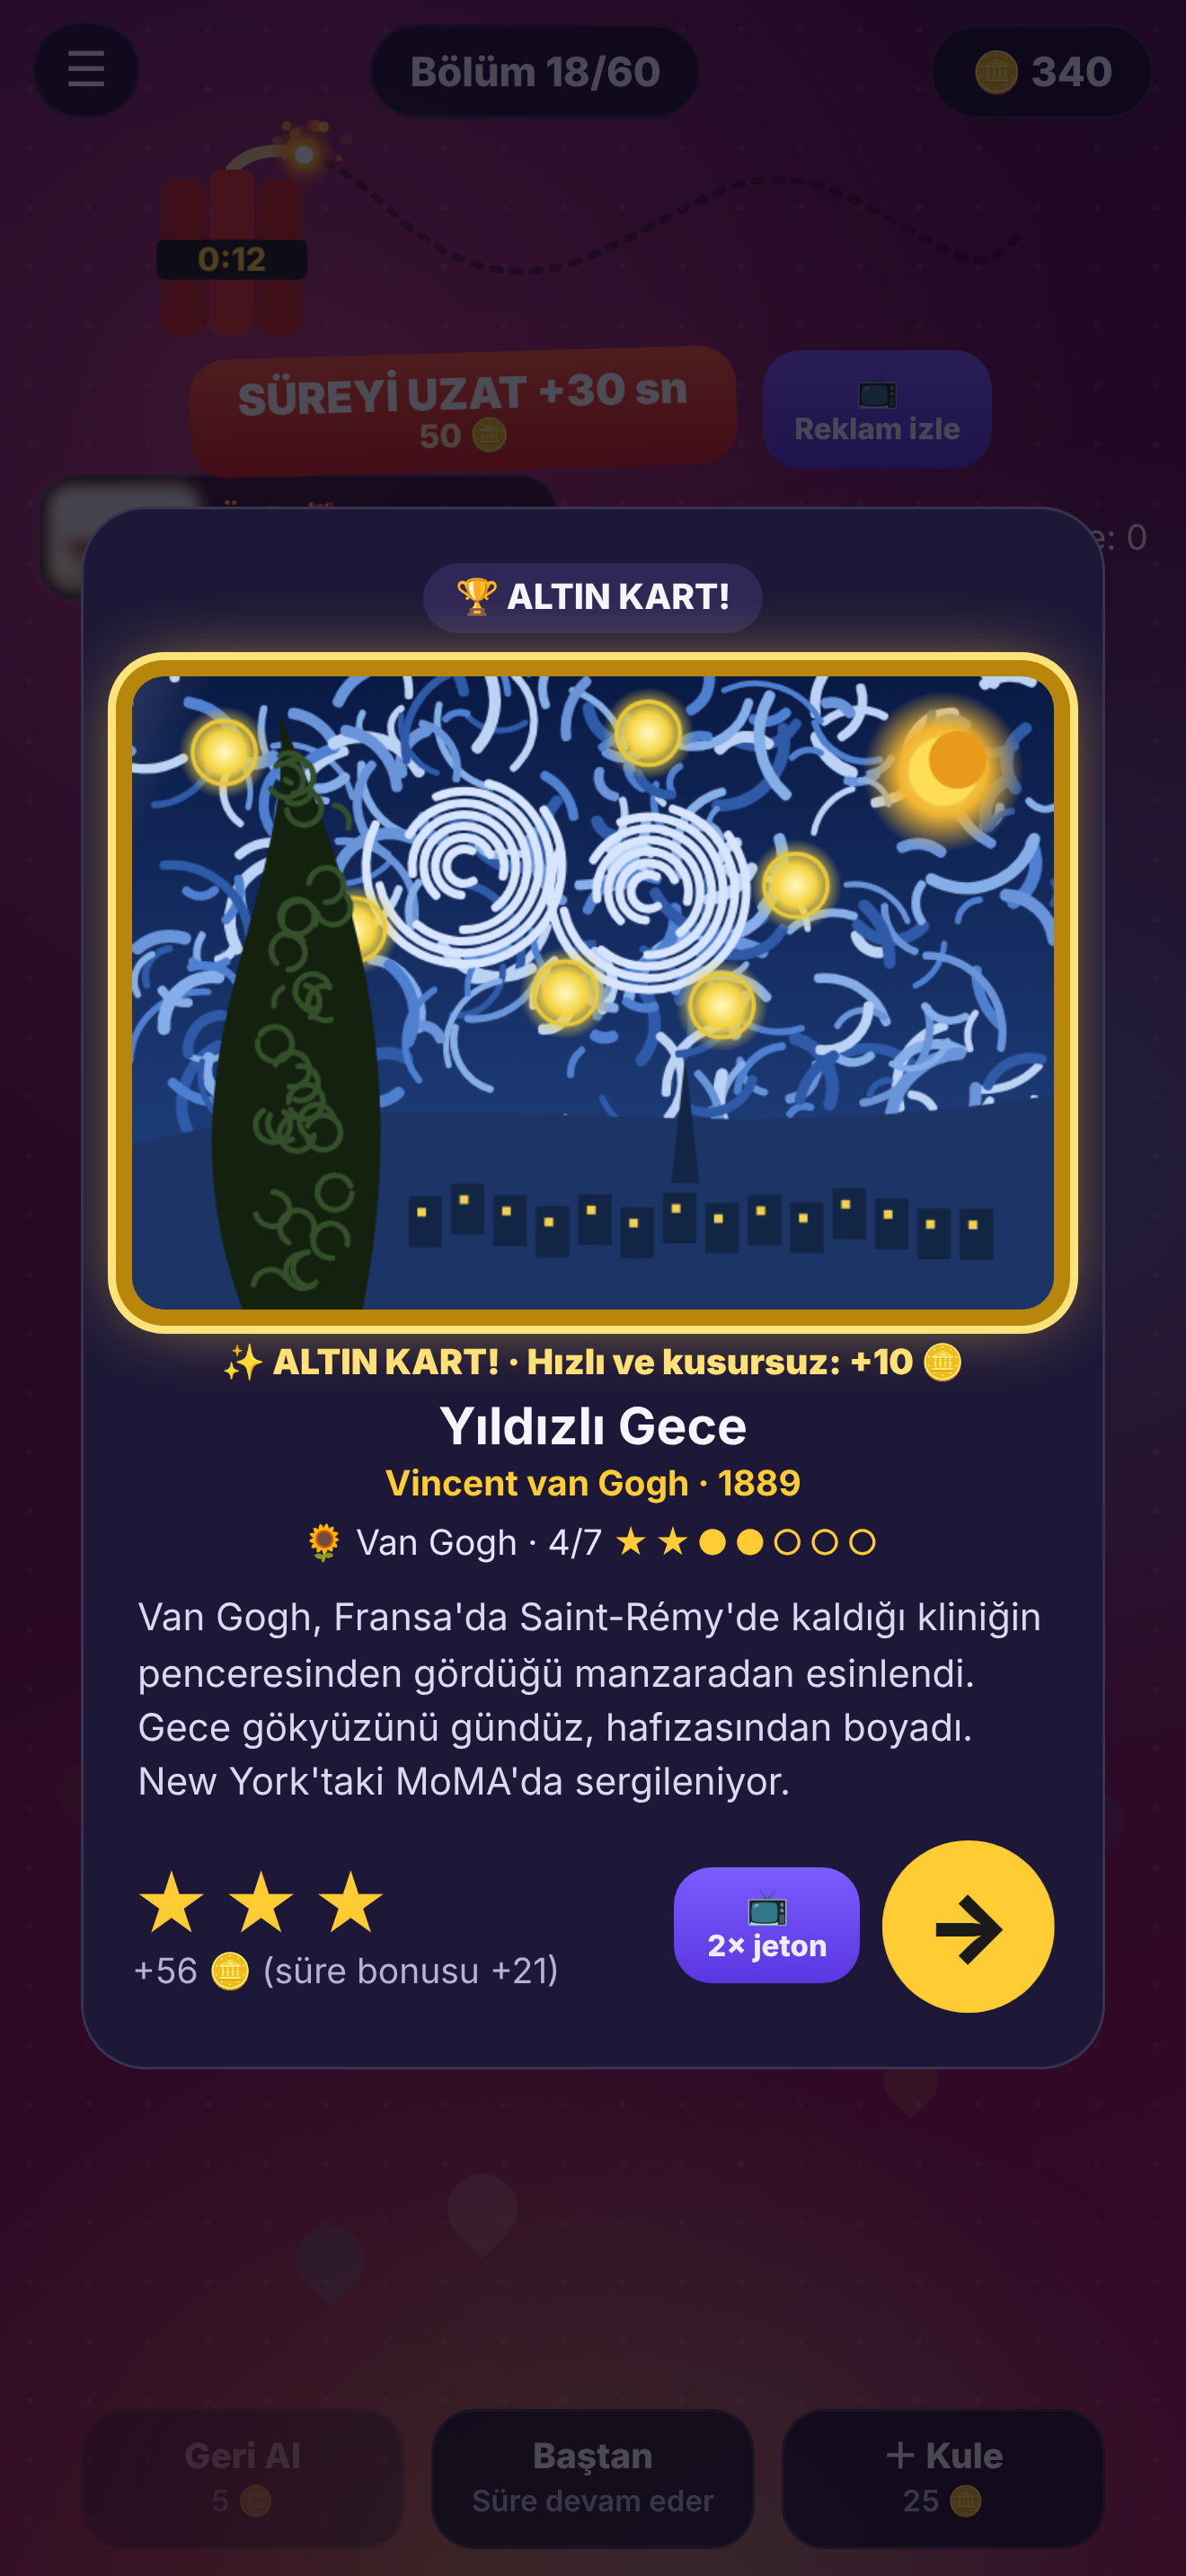 ☰ Bölüm 18/60 🪙 340
0:12
SÜREYİ UZAT +30 sn
50 🪙
📺
Reklam izle
: 0
🏆 ALTIN KART!
✨ ALTIN KART! · Hızlı ve kusursuz: +10 🪙
Yıldızlı Gece
Vincent van Gogh · 1889
🌻 Van Gogh · 4/7 ★★●●○○○
Van Gogh, Fransa'da Saint-Rémy'de kaldığı kliniğin
penceresinden gördüğü manzaradan esinlendi.
Gece gökyüzünü gündüz, hafızasından boyadı.
New York'taki MoMA'da sergileniyor.
★ ★ ★
+56 🪙 (süre bonusu +21)
📺
2× jeton
→
Geri Al
5 🪙
Baştan
Süre devam eder
+ Kule
25 🪙